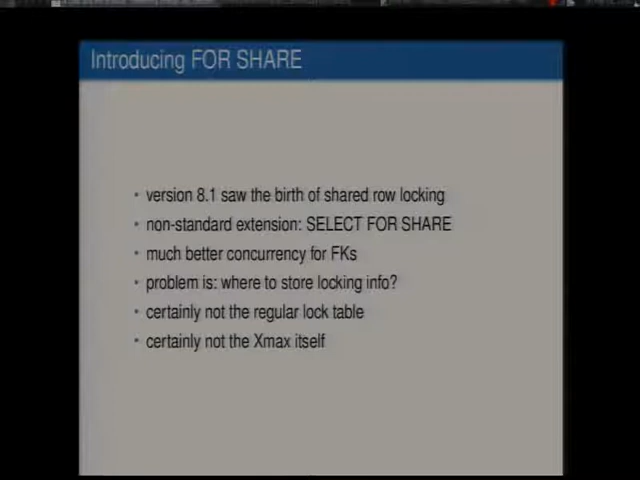 Introducing FOR SHARE
• version 8.1 saw the birth of shared row locking
• non-standard extension: SELECT FOR SHARE
• much better concurrency for FKs
• problem is: where to store locking info?
• certainly not the regular lock table
• certainly not the Xmax itself